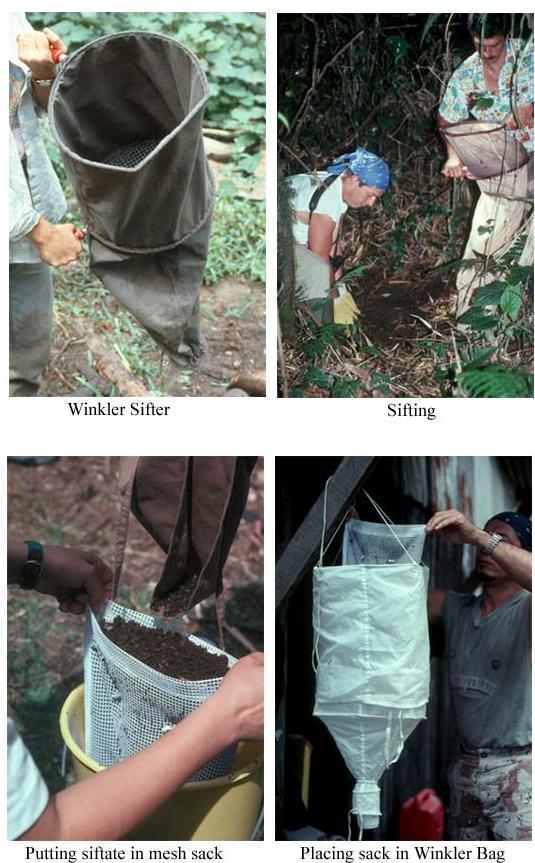 Winkler Sifter
Sifting
Putting siftate in mesh sack
Placing sack in Winkler Bag